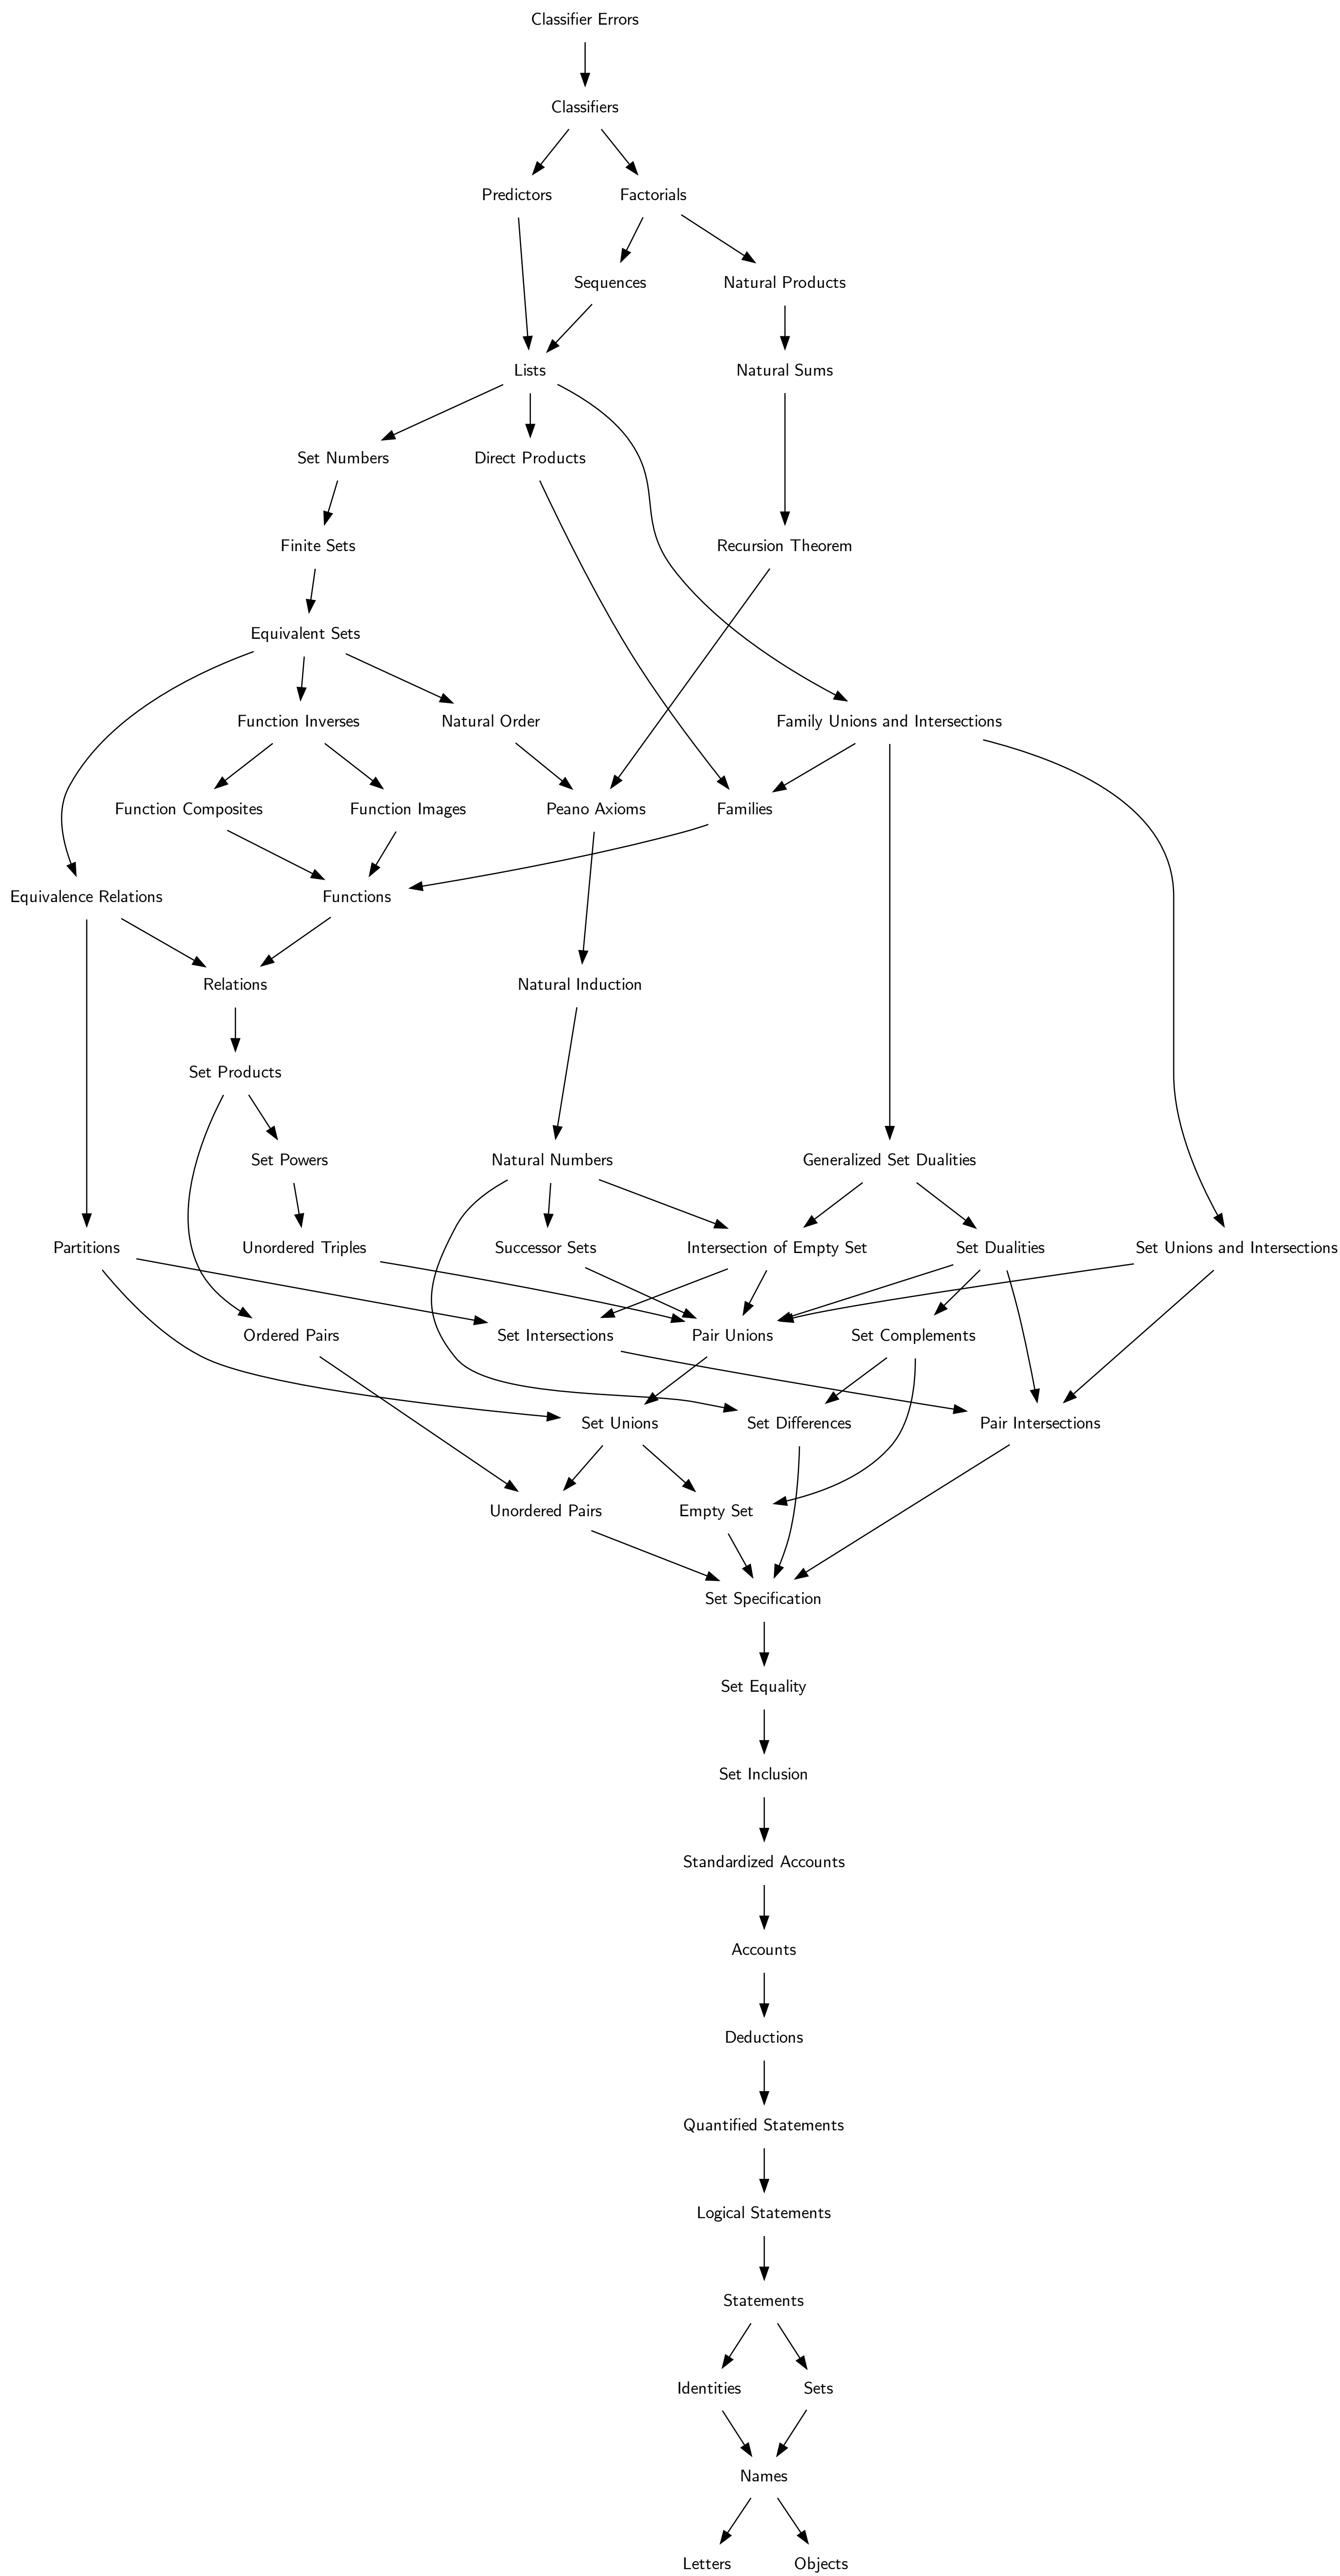 Classifier Errors
Classifiers
Predictors
Factorials
Sequences
Natural Products
Lists
Natural Sums
Set Numbers
Direct Products
Finite Sets
Recursion Theorem
Equivalent Sets
Function Inverses
Natural Order
Family Unions and Intersections
Function Composites
Function Images
Peano Axioms
Families
Equivalence Relations
Functions
Relations
Natural Induction
Set Products
Set Powers
Natural Numbers
Generalized Set Dualities
Partitions
Unordered Triples
Successor Sets
Intersection of Empty Set
Set Dualities
Set Unions and Intersections
Ordered Pairs
Set Intersections
Pair Unions
Set Complements
Set Unions
Set Differences
Pair Intersections
Unordered Pairs
Empty Set
Set Specification
Set Equality
Set Inclusion
Standardized Accounts
Accounts
Deductions
Quantified Statements
Logical Statements
Statements
Identities
Sets
Names
Letters
Objects